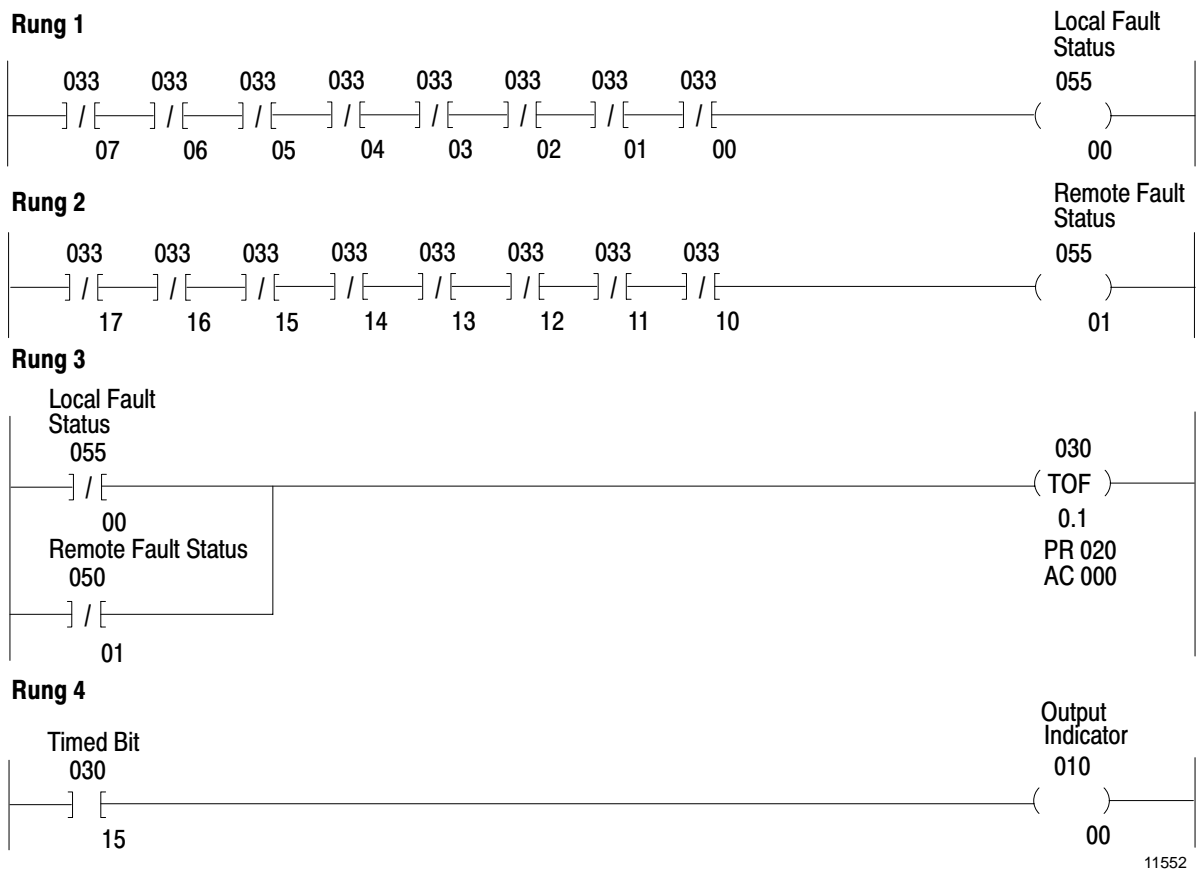 Rung 1
Local Fault
Status
033 033 033 033 033 033 033 033 055
] / [ ] / [ ] / [ ] / [ ] / [ ] / [ ] / [ ] / [ ( )
07 06 05 04 03 02 01 00 00
Rung 2
Remote Fault
Status
033 033 033 033 033 033 033 033 055
] / [ ] / [ ] / [ ] / [ ] / [ ] / [ ] / [ ] / [ ( )
17 16 15 14 13 12 11 10 01
Rung 3
Local Fault
Status
055 030
] / [ ( TOF )
00 0.1
Remote Fault Status PR 020
050 AC 000
] / [
01
Rung 4
Output
Indicator
Timed Bit
030 010
] [ ( )
15 00
11552